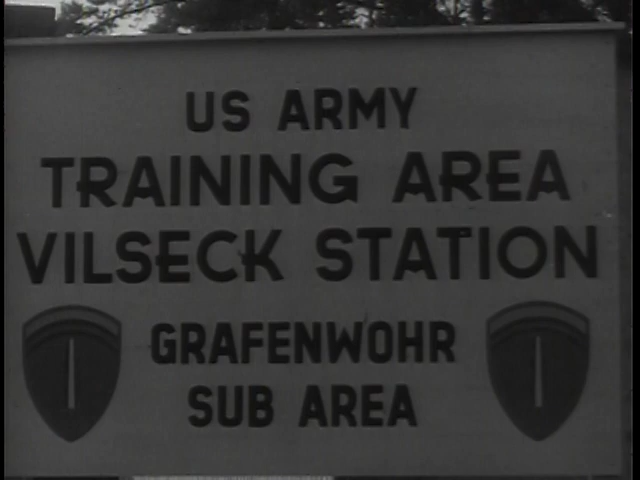 US ARMY
TRAINING AREA
VILSECK STATION
GRAFENWOHR
SUB AREA